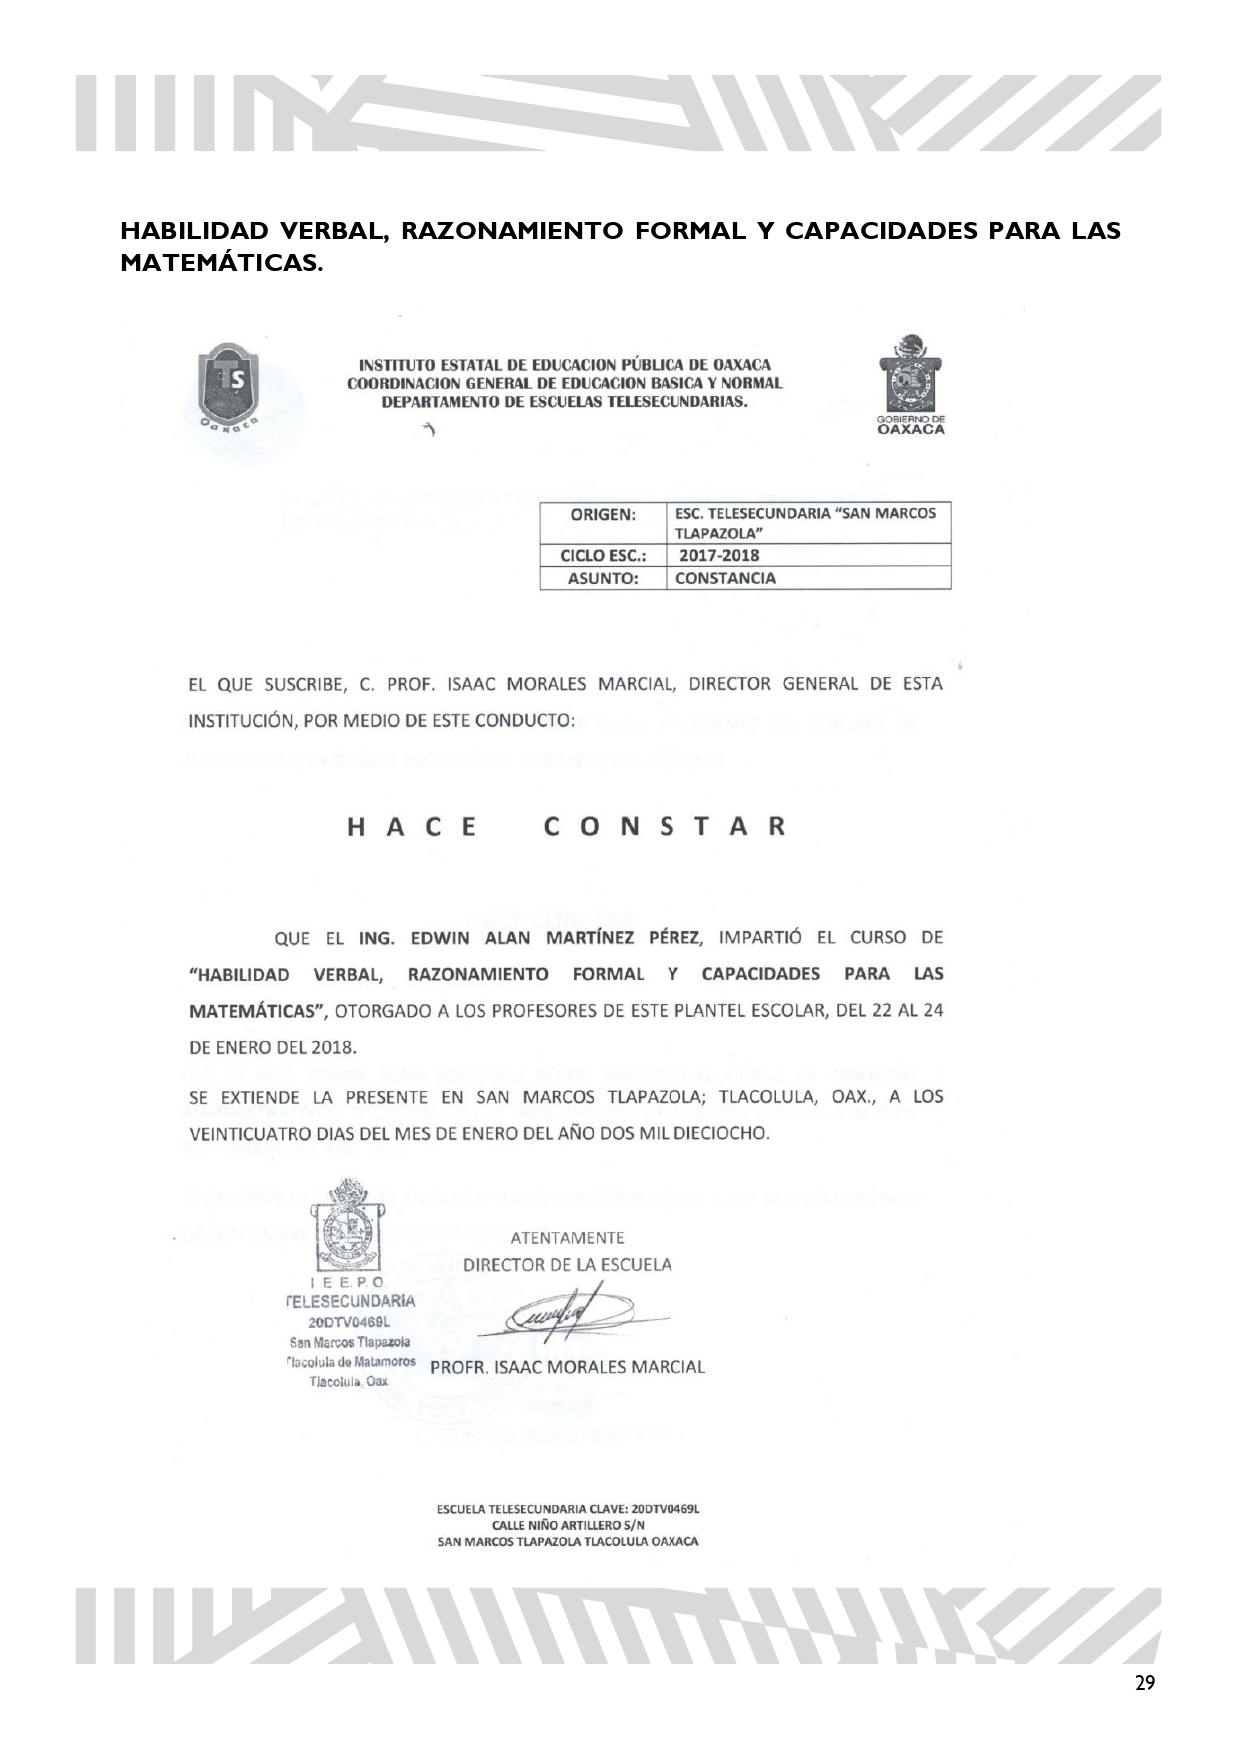 HABILIDAD VERBAL, RAZONAMIENTO FORMAL Y CAPACIDADES PARA LAS
MATEMÁTICAS.
TS
Oaxaca
INSTITUTO ESTATAL DE EDUCACION PÚBLICA DE OAXACA
COORDINACION GENERAL DE EDUCACION BASICA Y NORMAL
DEPARTAMENTO DE ESCUELAS TELESECUNDARIAS.
GOBIERNO DE
OAXACA
ORIGEN: ESC. TELESECUNDARIA “SAN MARCOS
TLAPAZOLA”
CICLO ESC.: 2017-2018
ASUNTO: CONSTANCIA
EL QUE SUSCRIBE, C. PROF. ISAAC MORALES MARCIAL, DIRECTOR GENERAL DE ESTA
INSTITUCIÓN, POR MEDIO DE ESTE CONDUCTO:
HACE CONSTAR
QUE EL ING. EDWIN ALAN MARTÍNEZ PÉREZ, IMPARTIÓ EL CURSO DE
“HABILIDAD VERBAL, RAZONAMIENTO FORMAL Y CAPACIDADES PARA LAS
MATEMÁTICAS”, OTORGADO A LOS PROFESORES DE ESTE PLANTEL ESCOLAR, DEL 22 AL 24
DE ENERO DEL 2018.
SE EXTIENDE LA PRESENTE EN SAN MARCOS TLAPAZOLA; TLACOLULA, OAX., A LOS
VEINTICUATRO DIAS DEL MES DE ENERO DEL AÑO DOS MIL DIECIOCHO.
I E E. P. O.
TELESECUNDARIA
20DTV0469L
San Marcos Tlapazola
Tlacolula de Matamoros
Tlacolula, Oax
ATENTAMENTE
DIRECTOR DE LA ESCUELA
PROFR. ISAAC MORALES MARCIAL
ESCUELA TELESECUNDARIA CLAVE: 20DTV0469L
CALLE NIÑO ARTILLERO S/N
SAN MARCOS TLAPAZOLA TLACOLULA OAXACA
29